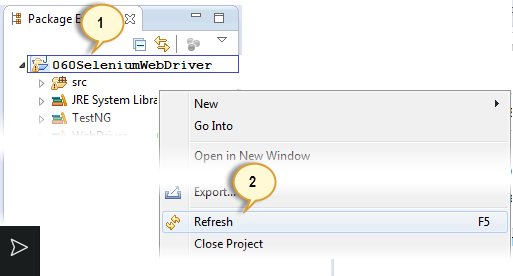 Package E
1
060SeleniumWebDriver
src
JRE System Libra
TestNG
WebDriver
New
Go Into
Open in New Window
Export...
2
Refresh F5
Close Project